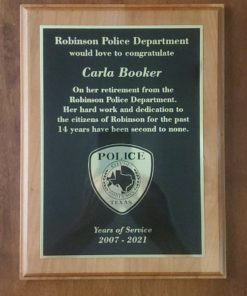 Robinson Police Department
would love to congratulate
Carla Booker
On her retirement from the
Robinson Police Department.
Her hard work and dedication to
the citizens of Robinson for the past
14 years have been second to none.
POLICE
TEXAS
Years of Service
2007 - 2021